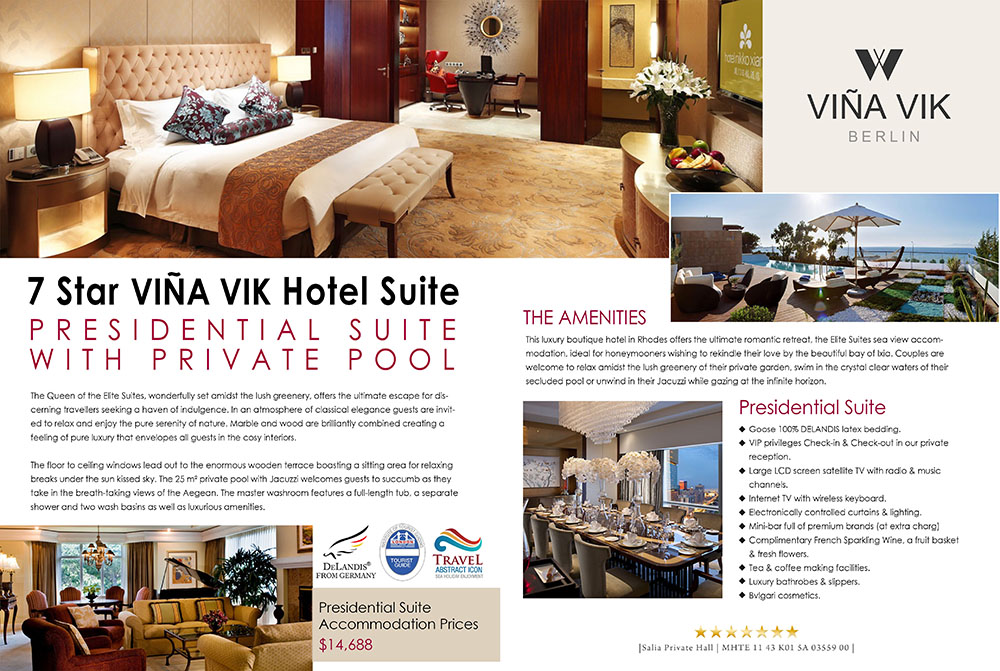 hotel nikko xiamen
VIÑA VIK
BERLIN
7 Star VIÑA VIK Hotel Suite
PRESIDENTIAL SUITE
WITH PRIVATE POOL
The Queen of the Elite Suites, wonderfully set amidst the lush greenery, offers the ultimate escape for dis-
cerning travellers seeking a haven of indulgence. In an atmosphere of classical elegance guests are invit-
ed to relax and enjoy the pure serenity of nature. Marble and wood are brilliantly combined creating a
feeling of pure luxury that envelopes all guests in the cosy interiors.
The floor to ceiling windows lead out to the enormous wooden terrace boasting a sitting area for relaxing
breaks under the sun kissed sky. The 25 m² private pool with Jacuzzi welcomes guests to succumb as they
take in the breath-taking views of the Aegean. The master washroom features a full-length tub, a separate
shower and two wash basins as well as luxurious amenities.
DELANDIS®
FROM GERMANY
TOURIST
GUIDE
TRAVEL
ABSTRACT ICON
SEA HOLIDAY ENJOYMENT
Presidential Suite
Accommodation Prices
$14,688
THE AMENITIES
This luxury boutique hotel in Rhodes offers the ultimate romantic retreat, the Elite Suites sea view accom-
modation, ideal for honeymooners wishing to rekindle their love by the beautiful bay of Ixia. Couples are
welcome to relax amidst the lush greenery of their private garden, swim in the crystal clear waters of their
secluded pool or unwind in their Jacuzzi while gazing at the infinite horizon.
Presidential Suite
◆ Goose 100% DELANDIS latex bedding.
◆ VIP privileges Check-in & Check-out in our private
reception.
◆ Large LCD screen satellite TV with radio & music
channels.
◆ Internet TV with wireless keyboard.
◆ Electronically controlled curtains & lighting.
◆ Mini-bar full of premium brands (at extra charg)
◆ Complimentary French Sparkling Wine, a fruit basket
& fresh flowers.
◆ Tea & coffee making facilities.
◆ Luxury bathrobes & slippers.
◆ Bvlgari cosmetics.
|Salia Private Hall | MHTE 11 43 K01 5A 03559 00 |